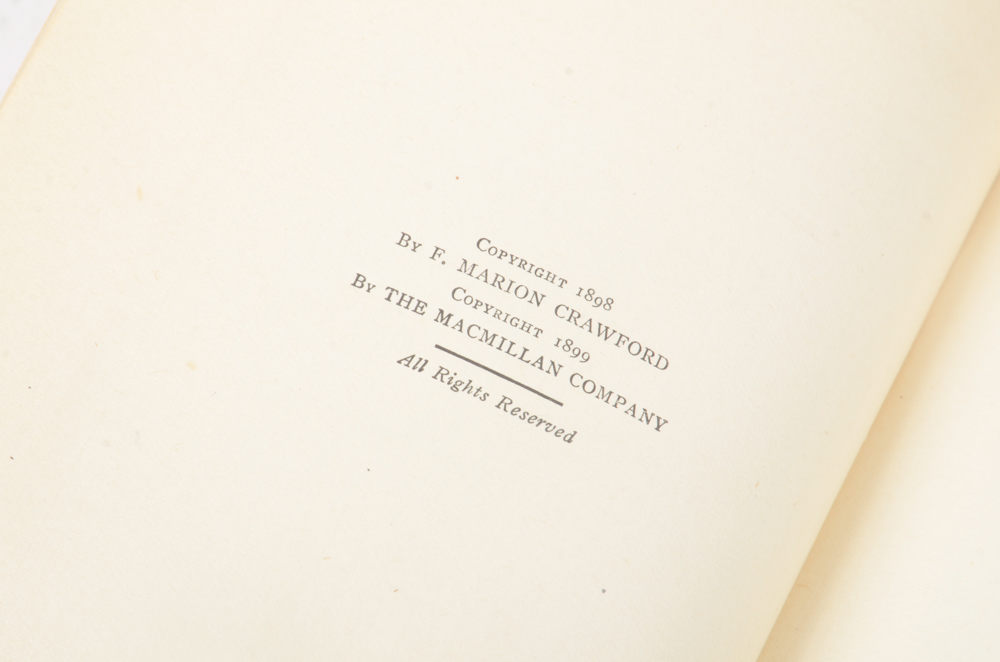 Copyright 1898
By F. MARION CRAWFORD
Copyright 1899
By THE MACMILLAN COMPANY
All Rights Reserved